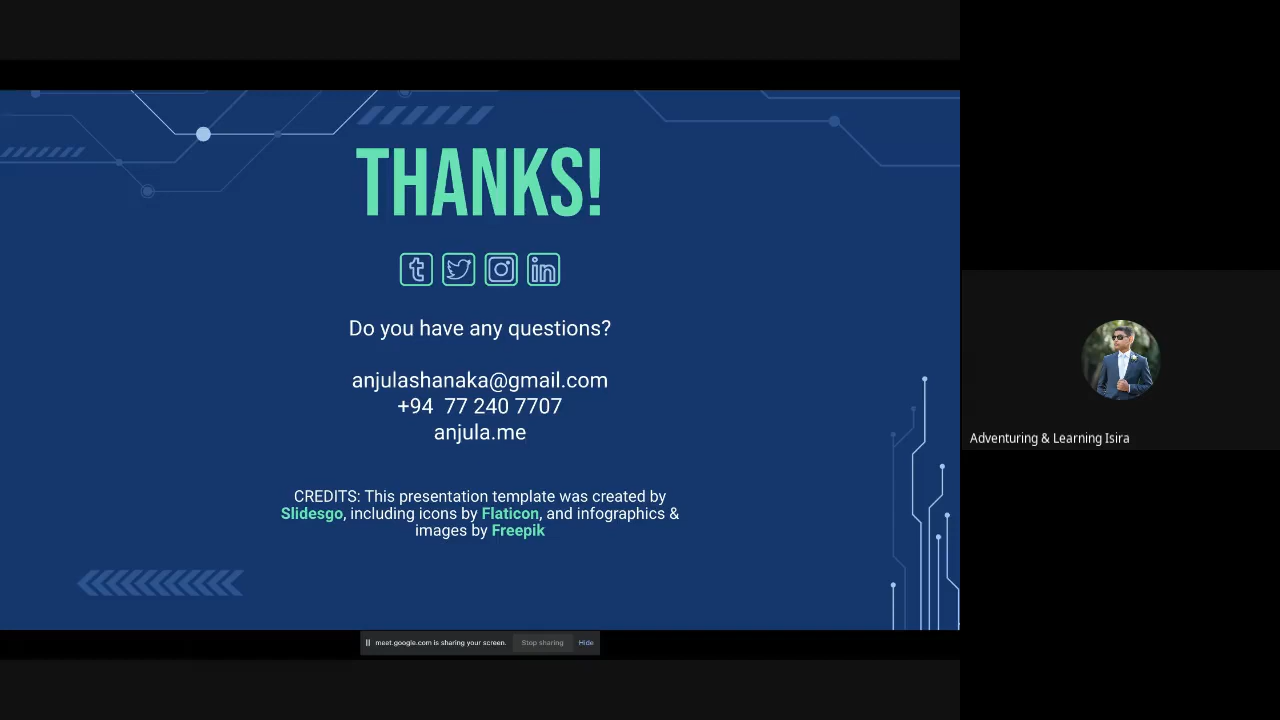 THANKS!
Do you have any questions?
anjulashanaka@gmail.com
+94  77 240 7707
anjula.me
CREDITS: This presentation template was created by
Slidesgo, including icons by Flaticon, and infographics &
images by Freepik
meet.google.com is sharing your screen. Stop sharing Hide
Adventuring & Learning Isira